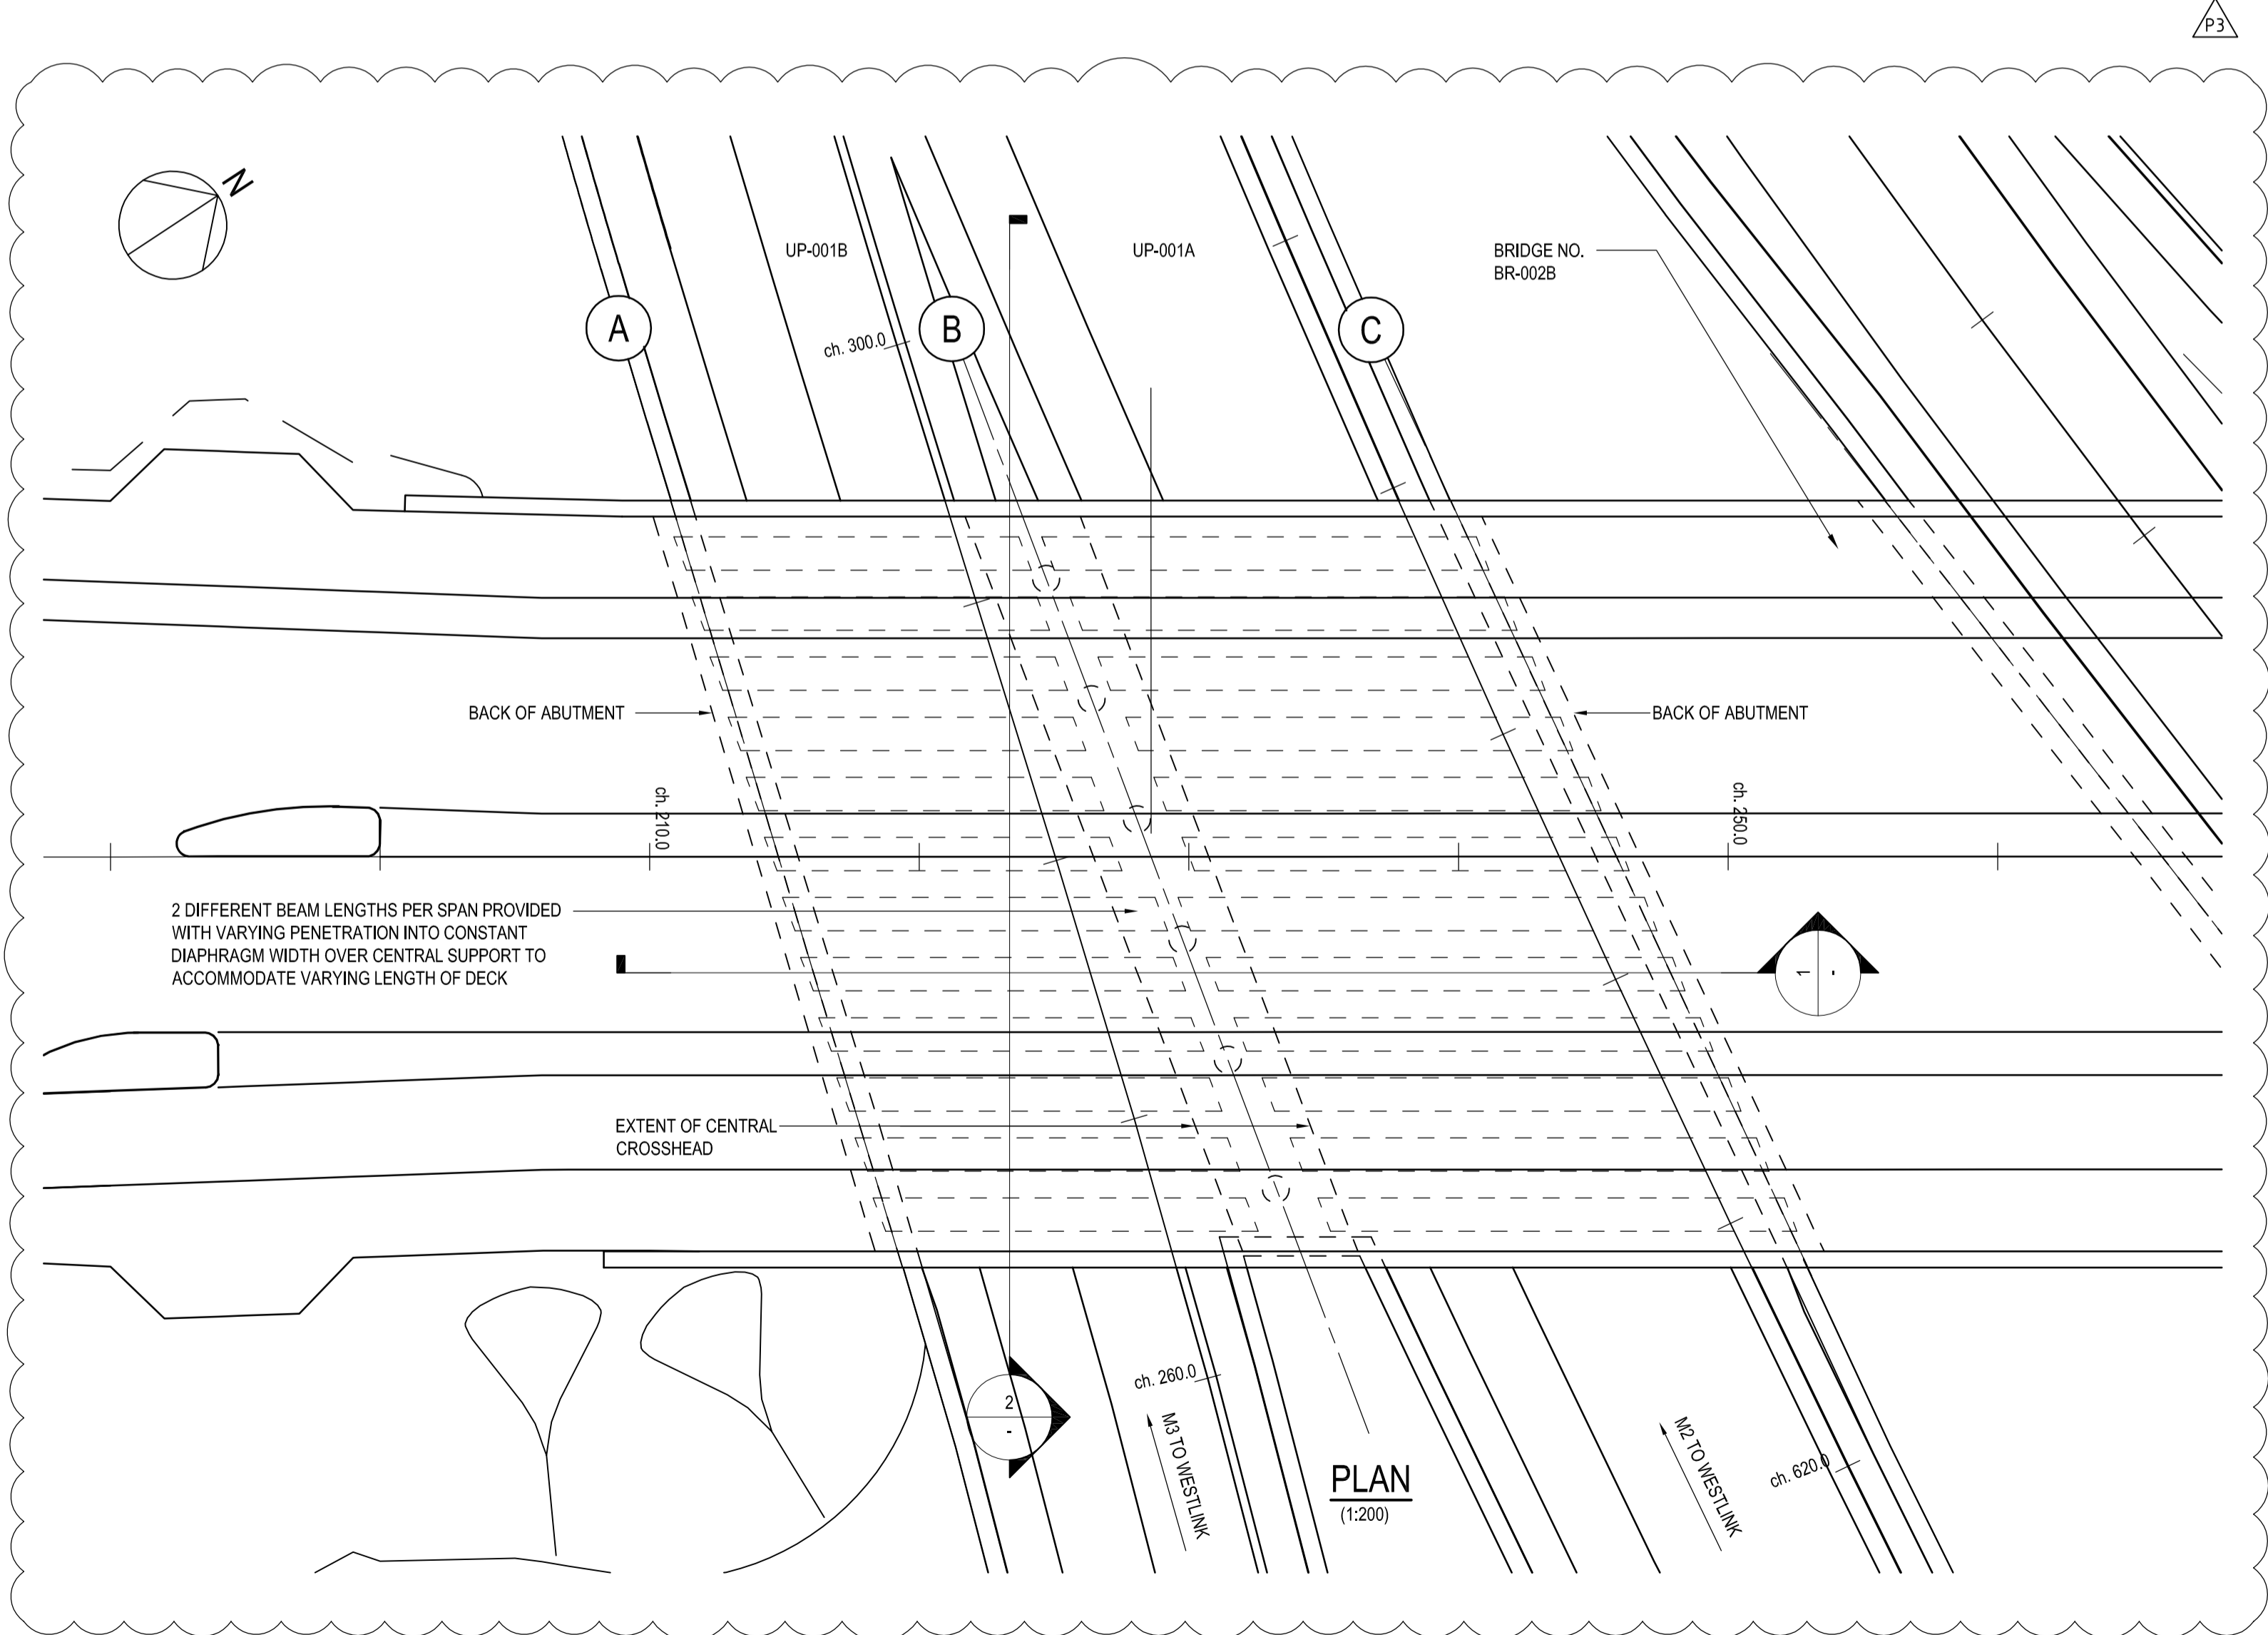 P3
N
UP-001B
UP-001A
BRIDGE NO.
BR-002B
A
B
C
ch. 300.0
BACK OF ABUTMENT
BACK OF ABUTMENT
ch. 210.0
ch. 250.0
2 DIFFERENT BEAM LENGTHS PER SPAN PROVIDED
WITH VARYING PENETRATION INTO CONSTANT
DIAPHRAGM WIDTH OVER CENTRAL SUPPORT TO
ACCOMMODATE VARYING LENGTH OF DECK
1
-
EXTENT OF CENTRAL
CROSSHEAD
2
-
ch. 260.0
M3 TO WESTLINK
PLAN
(1:200)
M2 TO WESTLINK
ch. 620.0